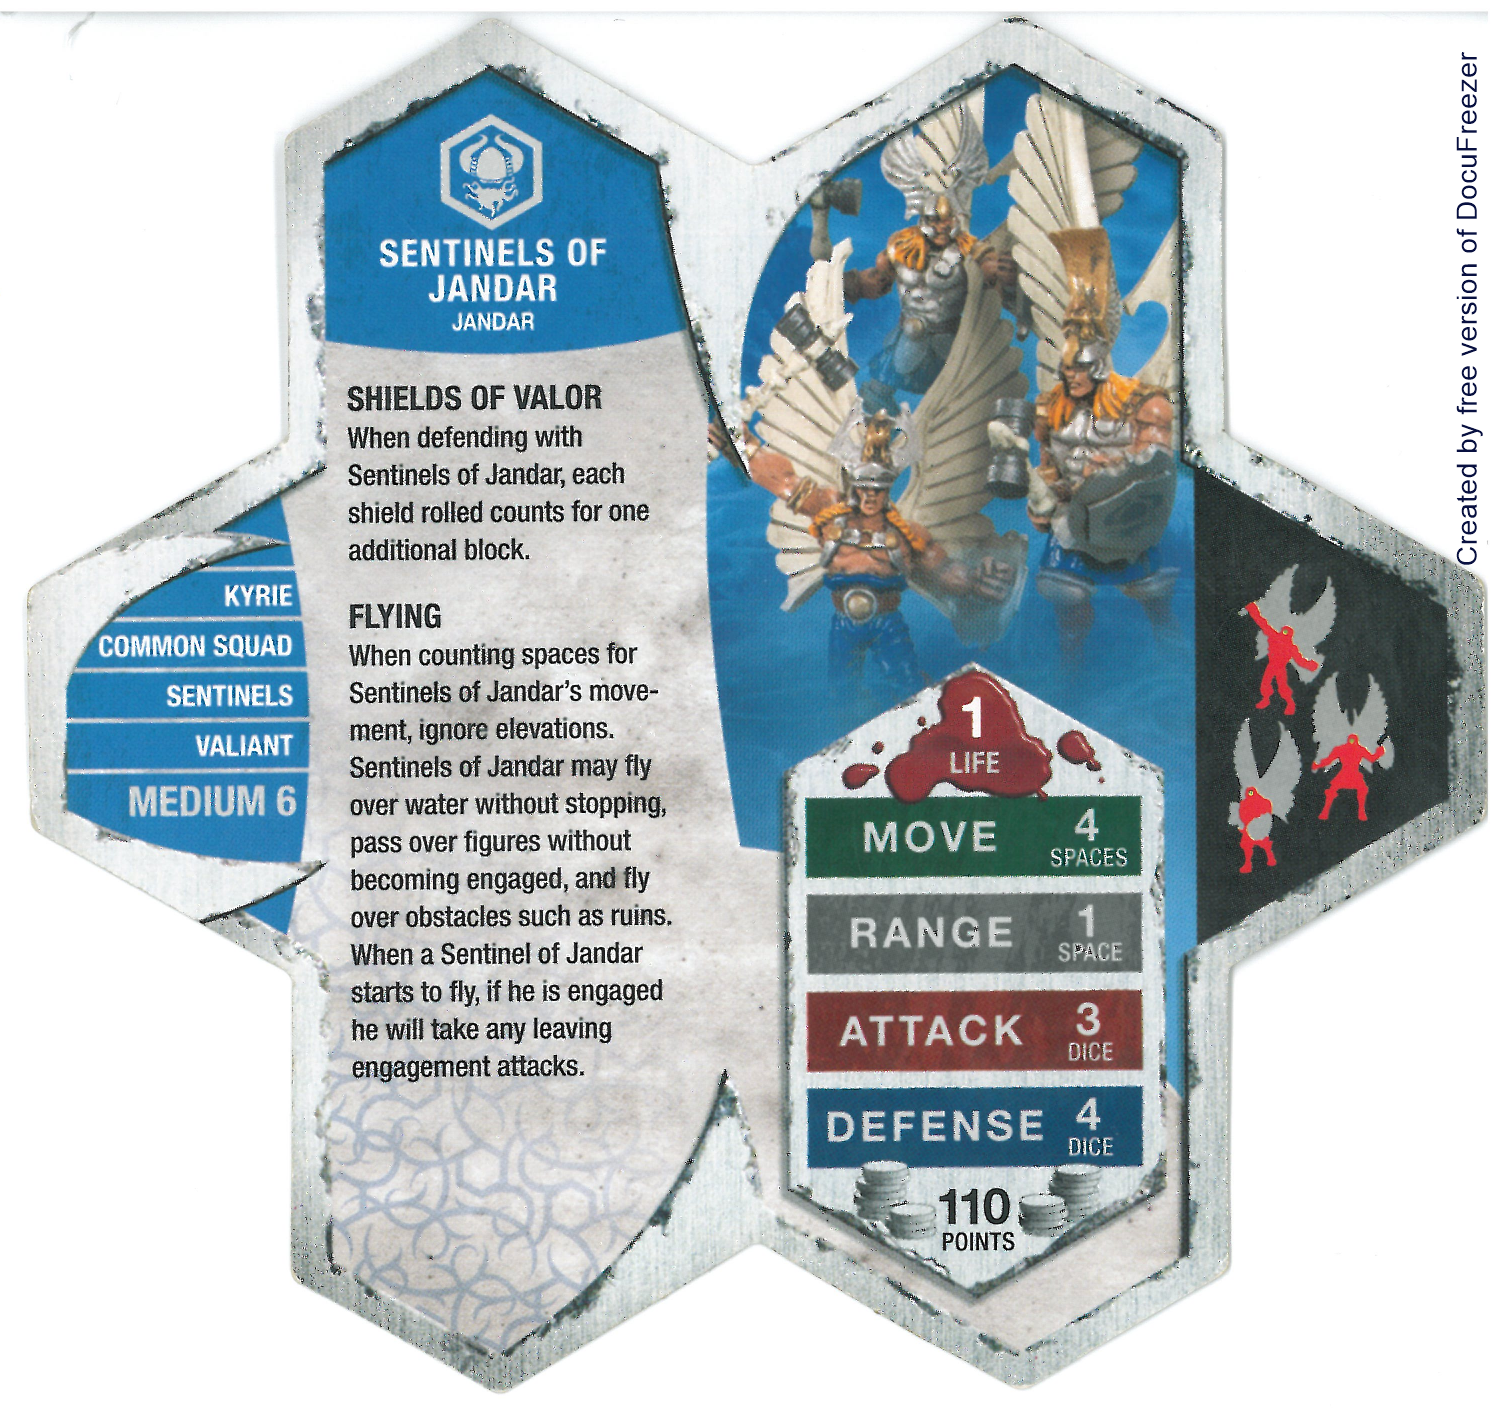 SENTINELS OF
JANDAR
JANDAR
SHIELDS OF VALOR
When defending with
Sentinels of Jandar, each
shield rolled counts for one
additional block.
FLYING
When counting spaces for
Sentinels of Jandar's move-
ment, ignore elevations.
Sentinels of Jandar may fly
over water without stopping,
pass over figures without
becoming engaged, and fly
over obstacles such as ruins.
When a Sentinel of Jandar
starts to fly, if he is engaged
he will take any leaving
engagement attacks.
KYRIE
COMMON SQUAD
SENTINELS
VALIANT
MEDIUM 6
1
LIFE
MOVE 4
SPACES
RANGE 1
SPACE
ATTACK 3
DICE
DEFENSE 4
DICE
110
POINTS
Created by free version of DocuFreezer